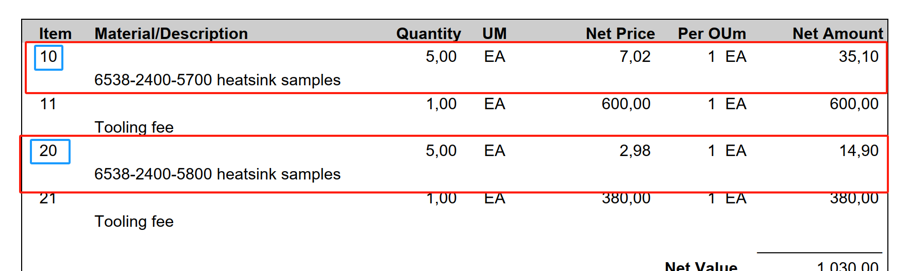 Item Material/Description Quantity UM Net Price Per OUm Net Amount
10 5,00 EA 7,02 1 EA 35,10
6538-2400-5700 heatsink samples
11 1,00 EA 600,00 1 EA 600,00
Tooling fee
20 5,00 EA 2,98 1 EA 14,90
6538-2400-5800 heatsink samples
21 1,00 EA 380,00 1 EA 380,00
Tooling fee
Net Value 1.030,00